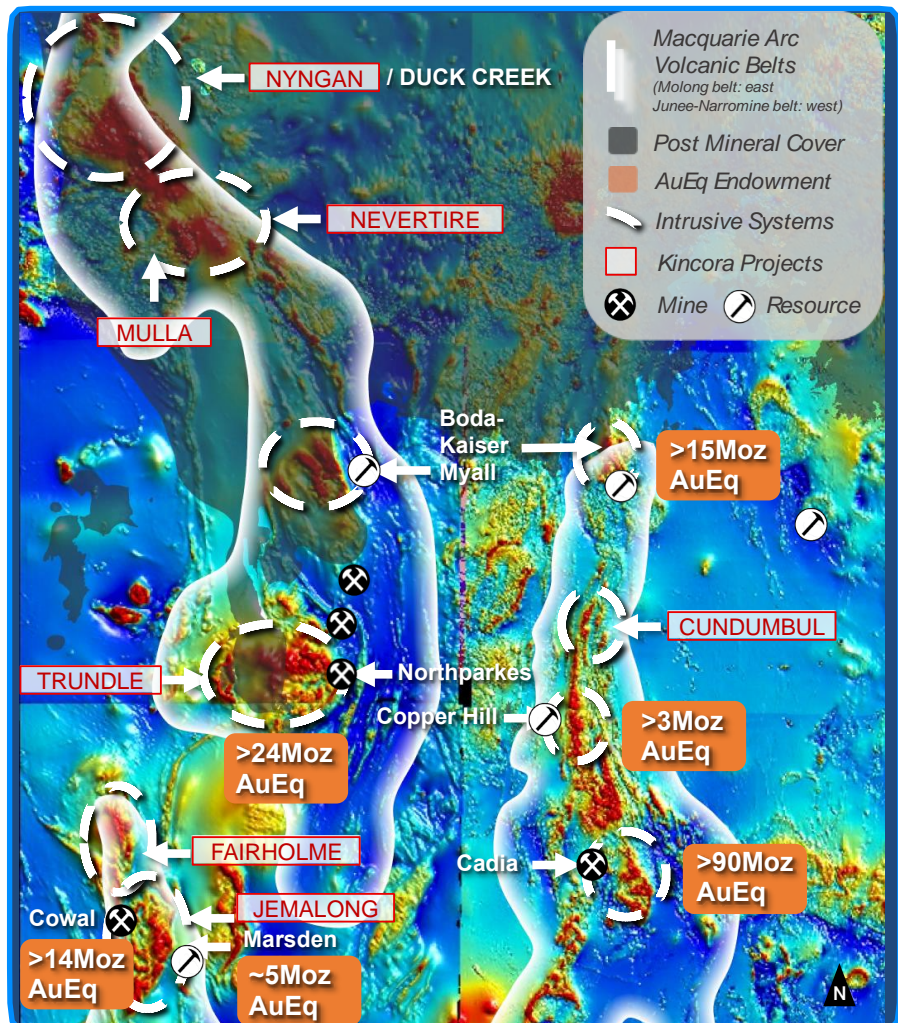 NYNGAN / DUCK CREEK
NEVERTIRE
MULLA
Macquarie Arc
Volcanic Belts
(Molong belt: east
Junee-Narromine belt: west)
Post Mineral Cover
AuEq Endowment
Intrusive Systems
Kincora Projects
Mine
Resource
Boda-
Kaiser
Myall
>15Moz
AuEq
CUNDUMBUL
TRUNDLE
Northparkes
Copper Hill
>3Moz
AuEq
>24Moz
AuEq
FAIRHOLME
Cadia
>90Moz
AuEq
JEMALONG
Cowal
Marsden
>14Moz
AuEq
~5Moz
AuEq
N